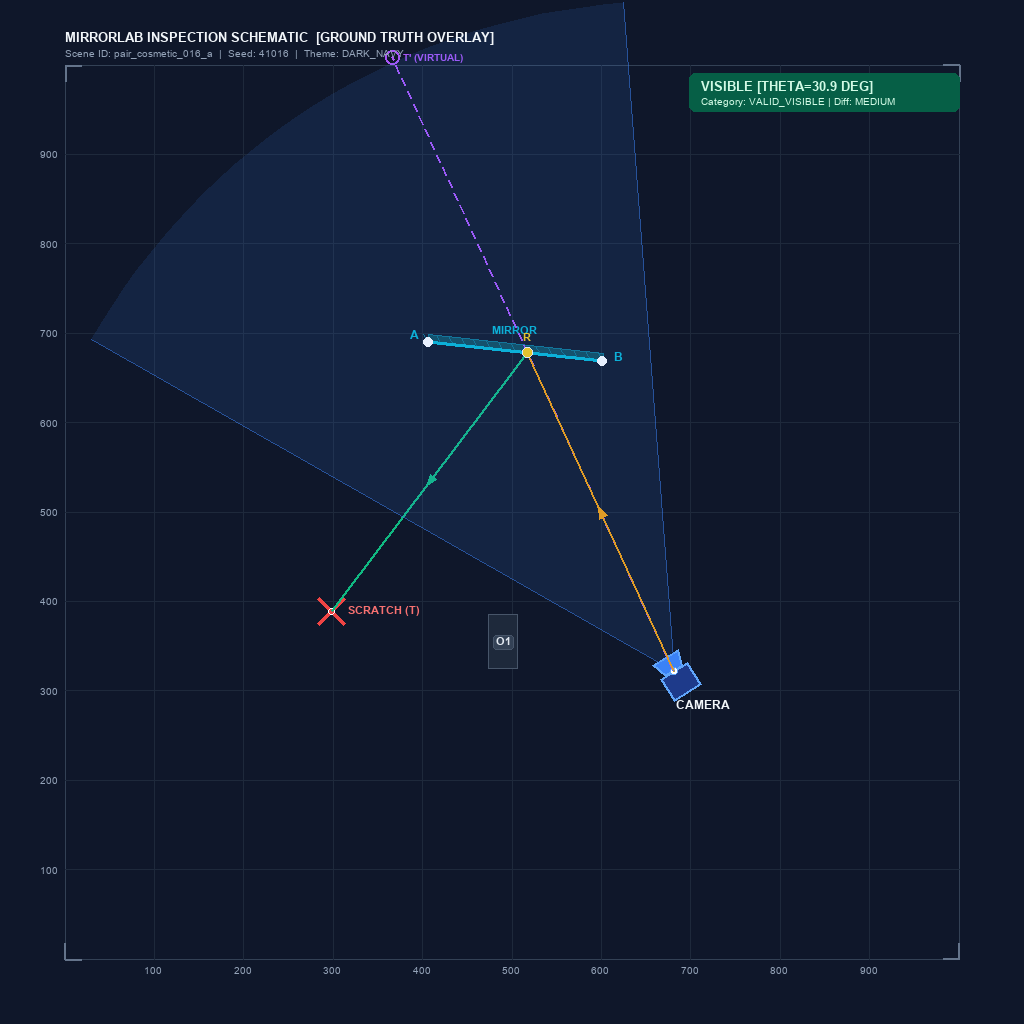 MIRRORLAB INSPECTION SCHEMATIC  [GROUND TRUTH OVERLAY]
Scene ID: pair_cosmetic_016_a  |  Seed: 41016  |  Theme: DARK_NAVY
T' (VIRTUAL)
VISIBLE [THETA=30.9 DEG]
Category: VALID_VISIBLE | Diff: MEDIUM
900
800
700
600
500
400
300
200
100
MIRROR
A
R
B
SCRATCH (T)
O1
CAMERA
100 200 300 400 500 600 700 800 900